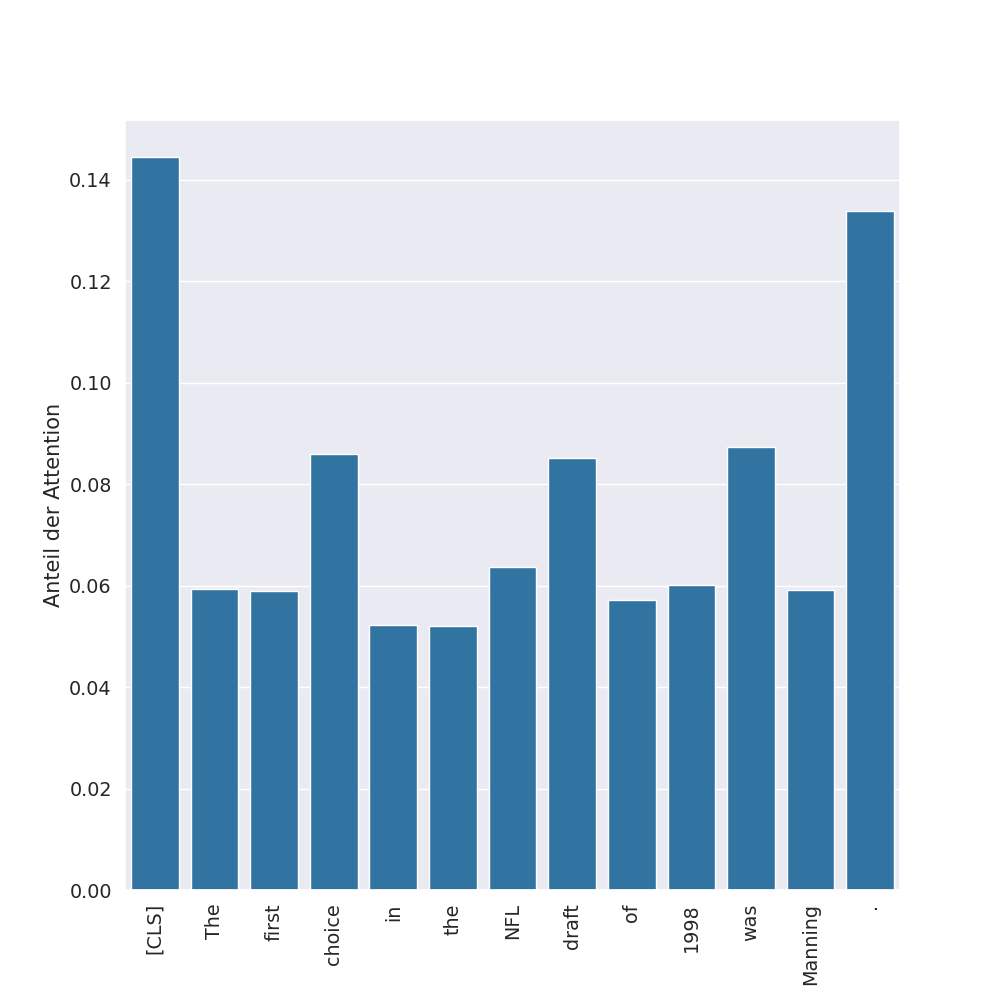 0.14
0.12
0.10
0.08
0.06
0.04
0.02
0.00
Anteil der Attention
[CLS]
The
first
choice
in
the
NFL
draft
of
1998
was
Manning
.